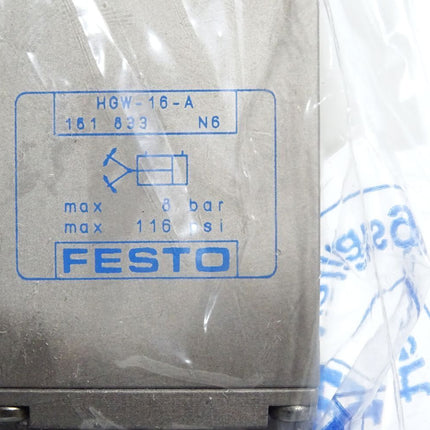 HGW-16-A
161 833 N6
max 8 bar
max 116 psi
FESTO